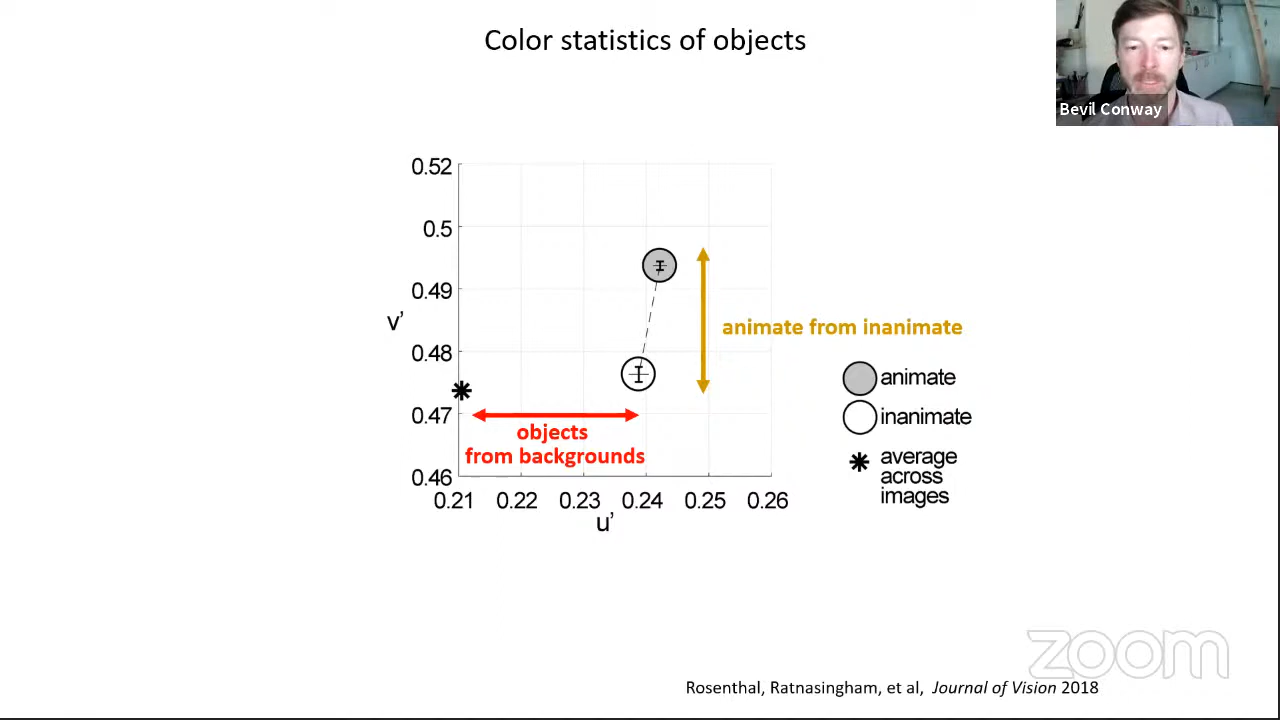 Color statistics of objects
Bevil Conway
0.52
0.5
0.49
v'
0.48
0.47
0.46
0.21 0.22 0.23 0.24 0.25 0.26
u'
animate from inanimate
objects
from backgrounds
animate
inanimate
average
across
images
zoom
Rosenthal, Ratnasingham, et al, Journal of Vision 2018